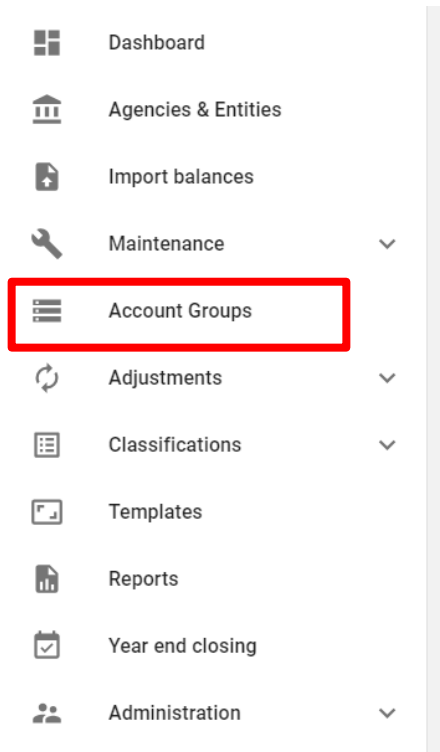 Dashboard
Agencies & Entities
Import balances
Maintenance
Account Groups
Adjustments
Classifications
Templates
Reports
Year end closing
Administration